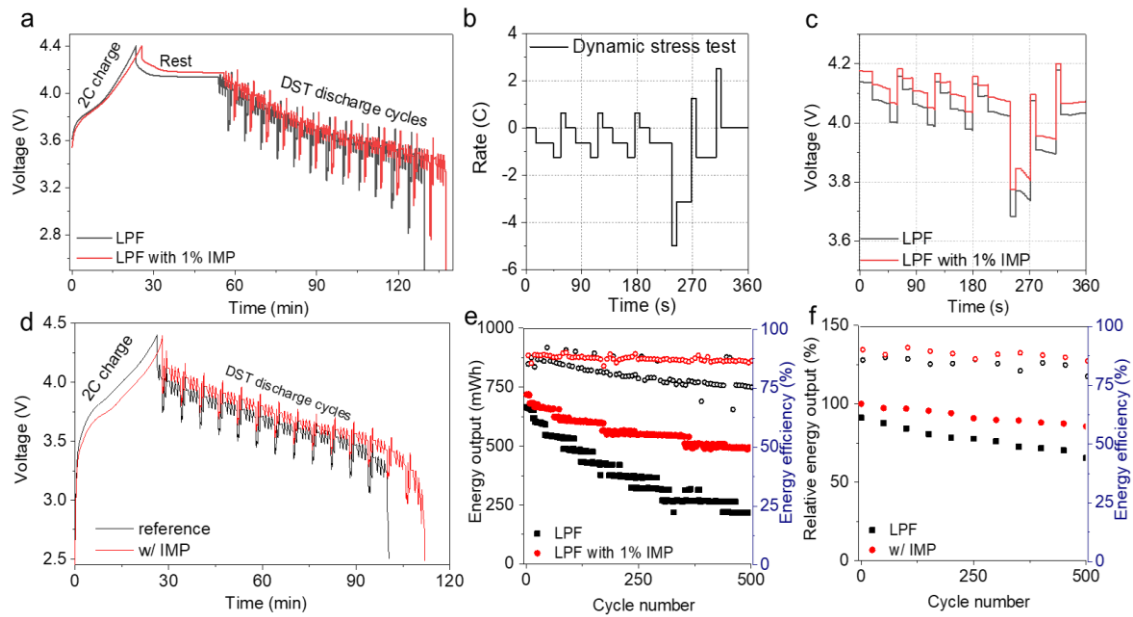 a
4.4
4.0
3.6
3.2
2.8
Voltage (V)
2C charge
Rest
DST discharge cycles
LPF
LPF with 1% IMP
0
30
60
90
120
Time (min)
b
4
2
0
-2
-4
-6
Rate (C)
Dynamic stress test
0
90
180
270
360
Time (s)
c
4.2
4.0
3.8
3.6
Voltage (V)
LPF
LPF with 1% IMP
0
90
180
270
360
Time (s)
d
4.5
4.0
3.5
3.0
2.5
Voltage (V)
2C charge
DST discharge cycles
reference
w/ IMP
0
30
60
90
120
Time (min)
e
1000
750
500
250
0
Energy output (mWh)
LPF
LPF with 1% IMP
0
250
500
Cycle number
100
75
50
25
0
Energy efficiency (%)
f
150
100
50
0
Relative energy output (%)
LPF
w/ IMP
0
250
500
Cycle number
100
75
50
25
0
Energy efficiency (%)